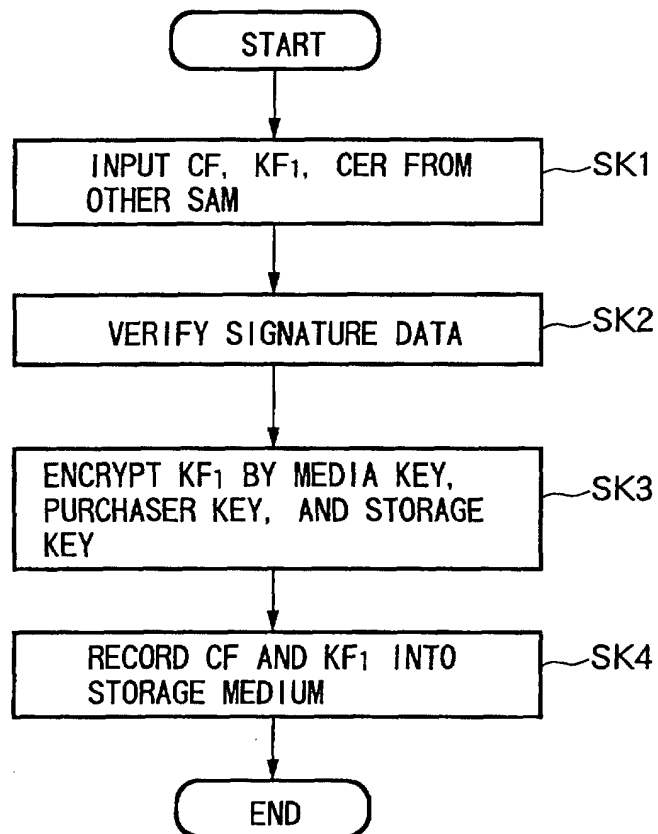 START
INPUT CF, KF1, CER FROM
OTHER SAM
SK1
VERIFY SIGNATURE DATA
SK2
ENCRYPT KF1 BY MEDIA KEY,
PURCHASER KEY, AND STORAGE
KEY
SK3
RECORD CF AND KF1 INTO
STORAGE MEDIUM
SK4
END